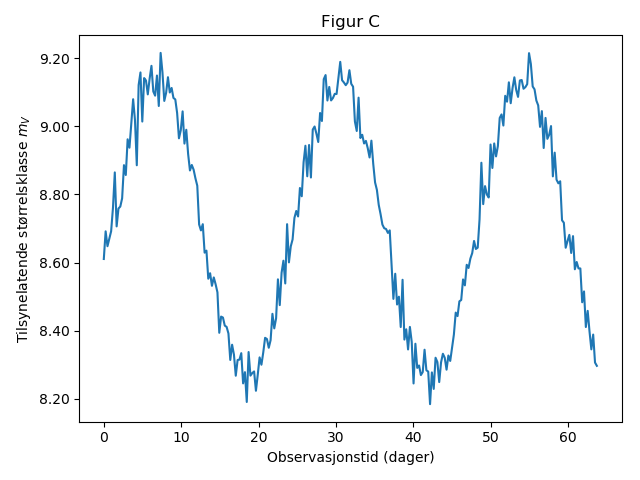 Figur C
Tilsynelatende størrelsklasse $m_V$
9.20
9.00
8.80
8.60
8.40
8.20
0 10 20 30 40 50 60
Observasjonstid (dager)